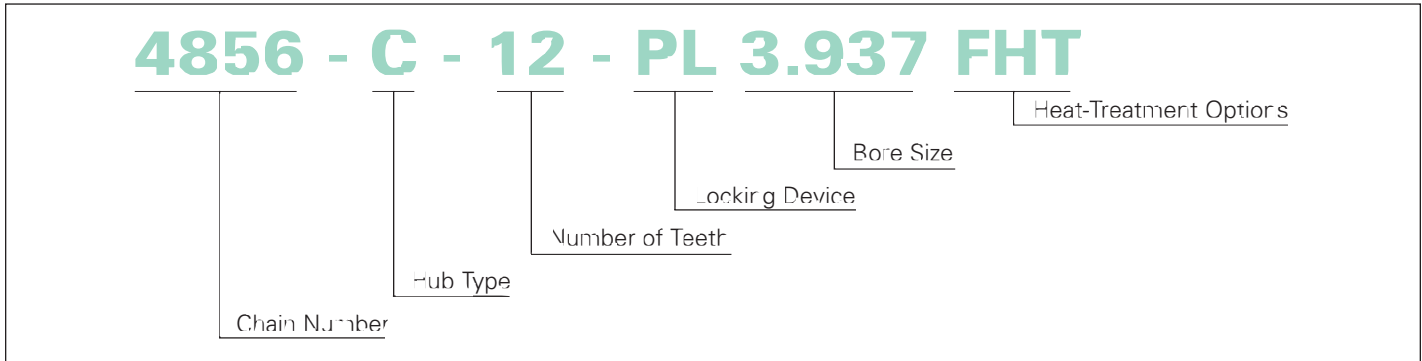 4856 - C - 12 - PL 3.937 FHT
Heat-Treatment Options
Bore Size
Locking Device
Number of Teeth
Hub Type
Chain Number